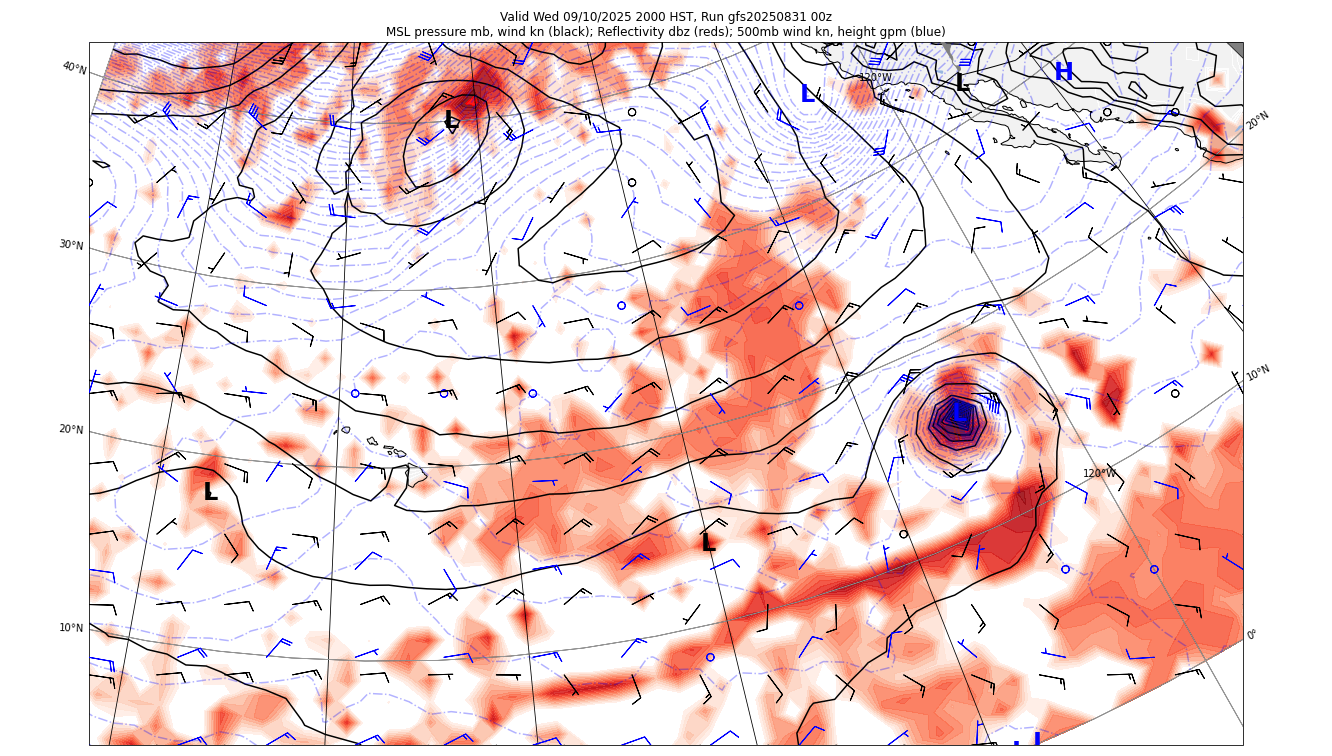 Valid Wed 09/10/2025 2000 HST, Run gfs20250831 00z
MSL pressure mb, wind kn (black); Reflectivity dbz (reds); 500mb wind kn, height gpm (blue)
40°N
120°W
L
L
H
L
20°N
30°N
10°N
L
20°N
120°W
L
L
10°N
0°
L
L